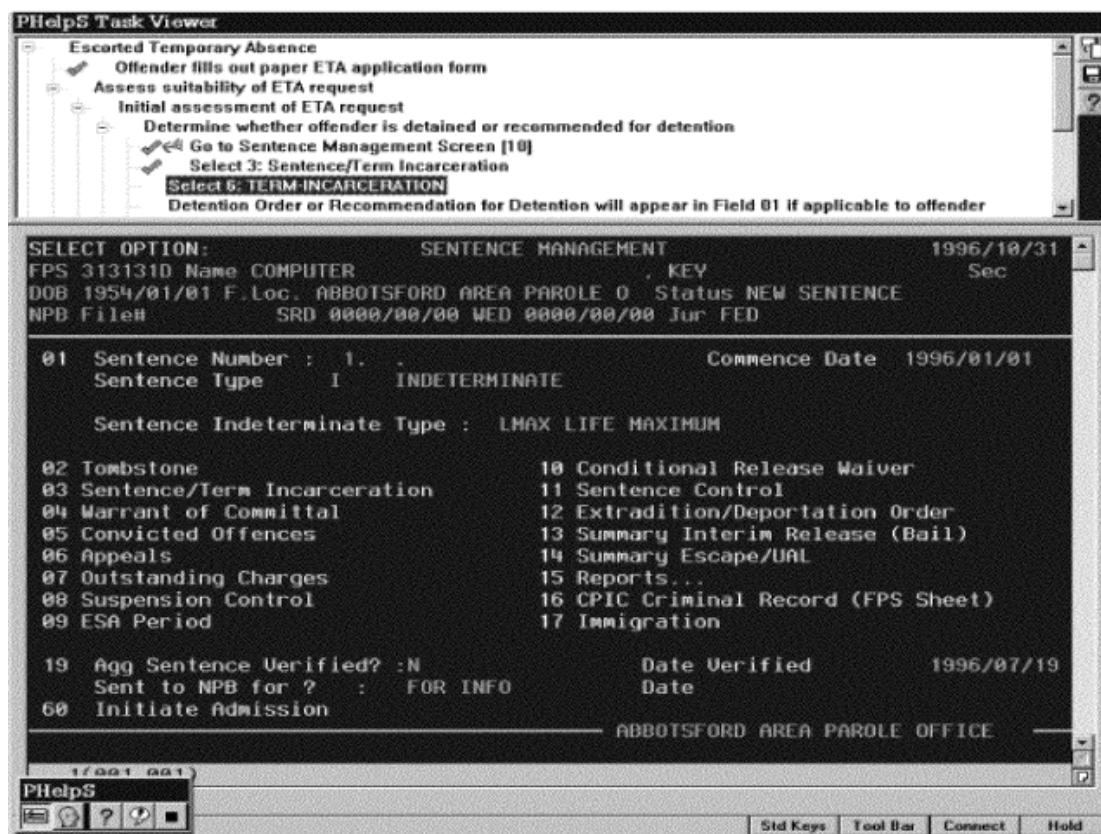 PHelpS Task Viewer
Escorted Temporary Absence
Offender fills out paper ETA application form
Assess suitability of ETA request
Initial assessment of ETA request
Determine whether offender is detained or recommended for detention
Go to Sentence Management Screen [10]
Select 3: Sentence/Term Incarceration
Select 6: TERM-INCARCERATION
Detention Order or Recommendation for Detention will appear in Field 01 if applicable to offender
SELECT OPTION: SENTENCE MANAGEMENT 1996/10/31
FPS 313131D Name COMPUTER , KEY Sec
DOB 1954/01/01 F.Loc. ABBOTSFORD AREA PAROLE O Status NEW SENTENCE
NPB File# SRD 0000/00/00 WED 0000/00/00 Jur FED
01 Sentence Number : 1. . Commence Date 1996/01/01
Sentence Type I INDETERMINATE
Sentence Indeterminate Type : LMAX LIFE MAXIMUM
02 Tombstone 10 Conditional Release Waiver
03 Sentence/Term Incarceration 11 Sentence Control
04 Warrant of Committal 12 Extradition/Deportation Order
05 Convicted Offences 13 Summary Interim Release (Bail)
06 Appeals 14 Summary Escape/UAL
07 Outstanding Charges 15 Reports...
08 Suspension Control 16 CPIC Criminal Record (FPS Sheet)
09 ESA Period 17 Immigration
19 Agg Sentence Verified? :N Date Verified 1996/07/19
Sent to NPB for ? : FOR INFO Date
60 Initiate Admission
ABBOTSFORD AREA PAROLE OFFICE
1(001,001)
PHelpS
? ?
Std Keys Tool Bar Connect Hold